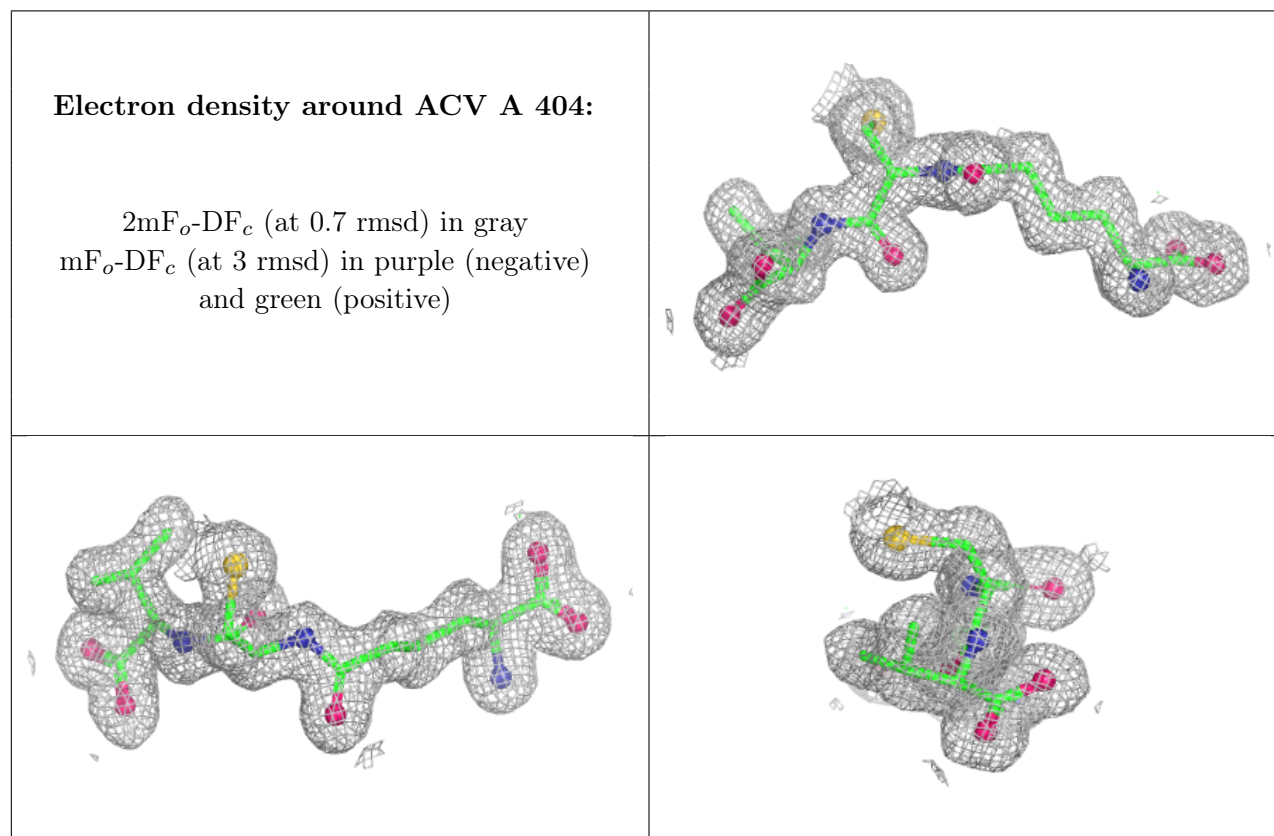 Electron density around ACV A 404:
2mFₒ-DF𝒸 (at 0.7 rmsd) in gray
mFₒ-DF𝒸 (at 3 rmsd) in purple (negative)
and green (positive)